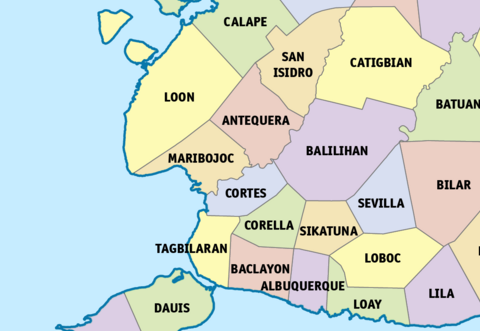 CALAPE
SAN
ISIDRO
CATIGBIAN
LOON
BATUAN
ANTEQUERA
BALILIHAN
MARIBOJOC
BILAR
CORTES
SEVILLA
CORELLA
SIKATUNA
TAGBILARAN
LOBOC
BACLAYON
ALBUQUERQUE
LILA
DAUIS
LOAY